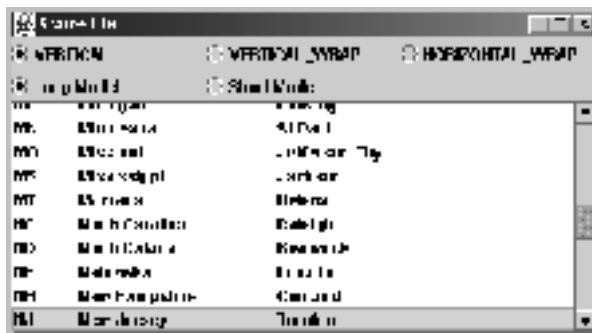 VERTICAL VERTICAL_WRAP HORIZONTAL_WRAP
Long Model Short Model
MN Minnesota St. Paul
MO Missouri Jefferson City
MS Mississippi Jackson
MT Montana Helena
NC North Carolina Raleigh
ND North Dakota Bismarck
NE Nebraska Lincoln
NH New Hampshire Concord
NJ New Jersey Trenton